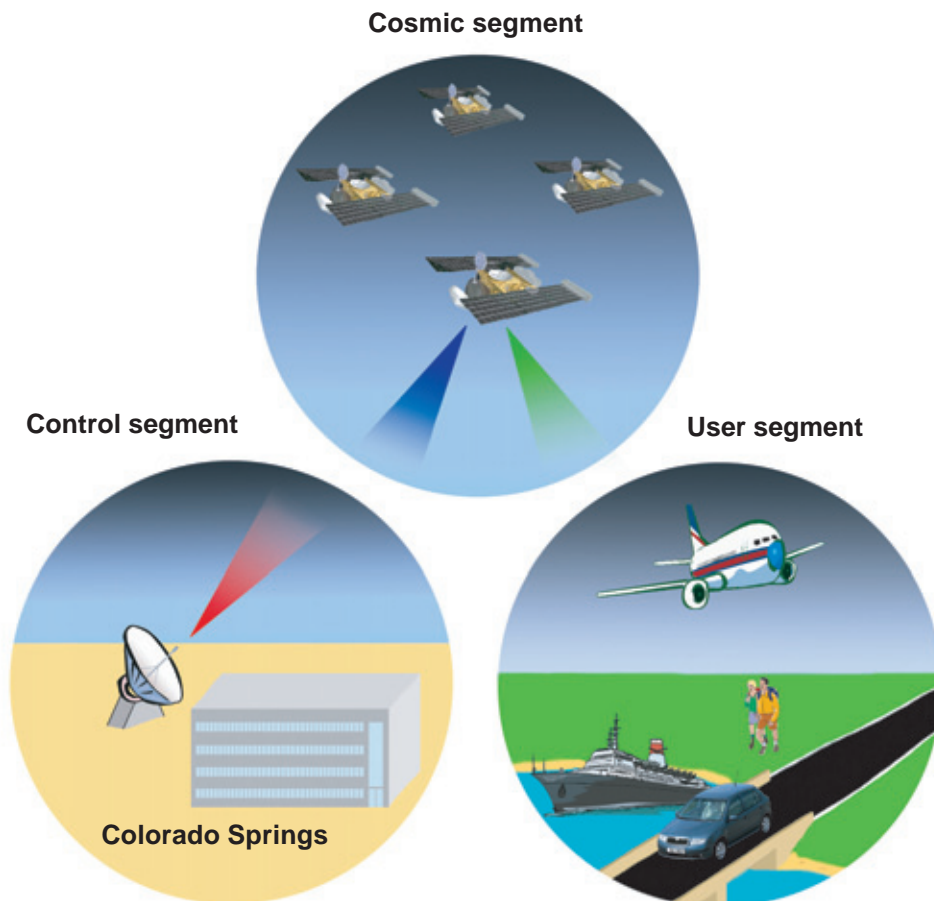 Cosmic segment
Control segment
User segment
Colorado Springs